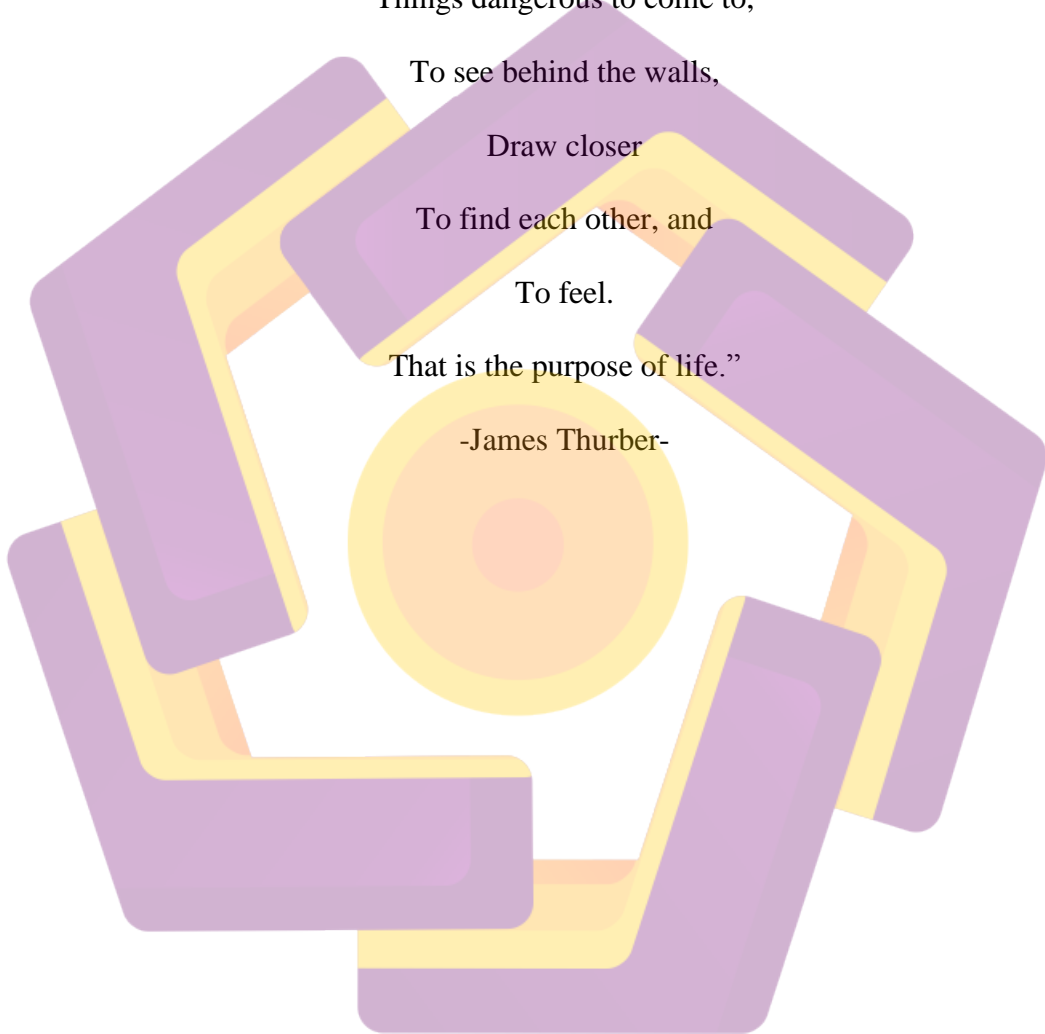 Things dangerous to come to,
To see behind the walls,
Draw closer
To find each other, and
To feel.
That is the purpose of life.”
-James Thurber-